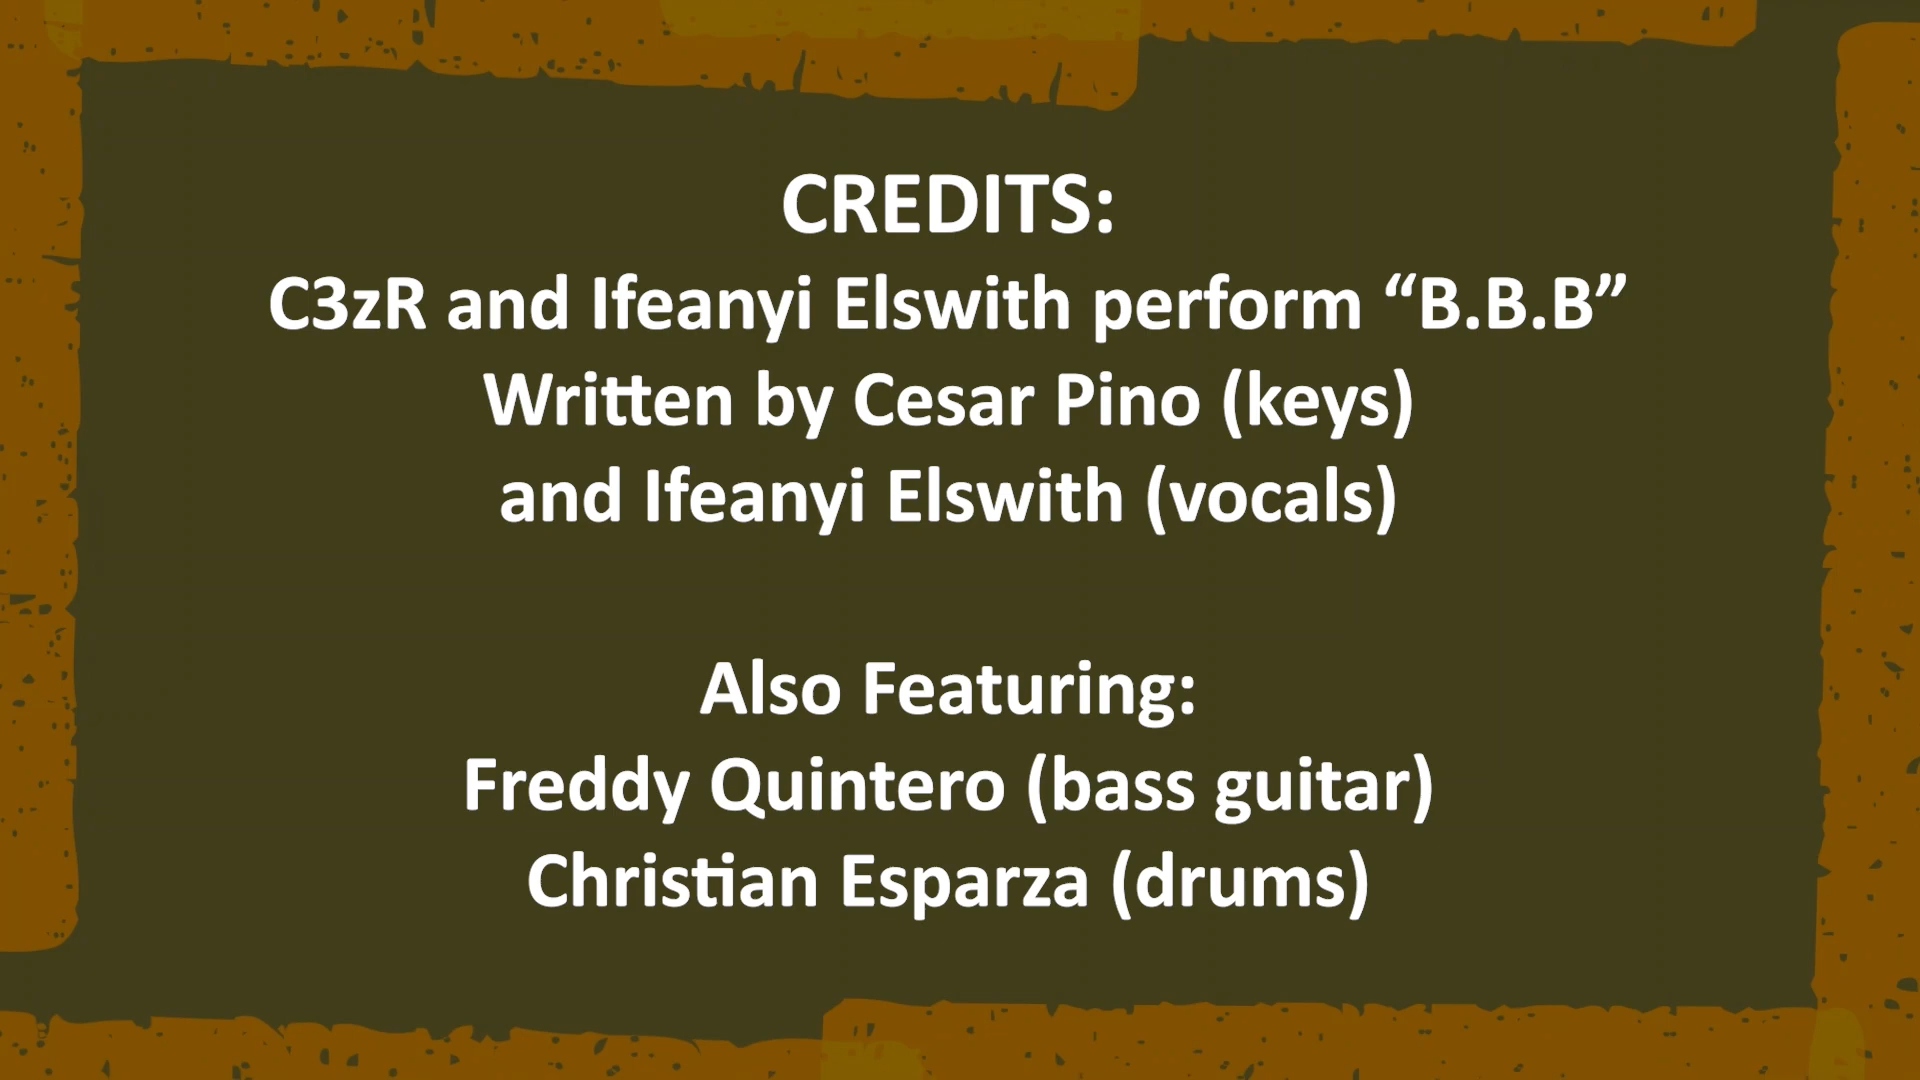 CREDITS:
C3zR and Ifeanyi Elswith perform “B.B.B”
Written by Cesar Pino (keys)
and Ifeanyi Elswith (vocals)
Also Featuring:
Freddy Quintero (bass guitar)
Christian Esparza (drums)